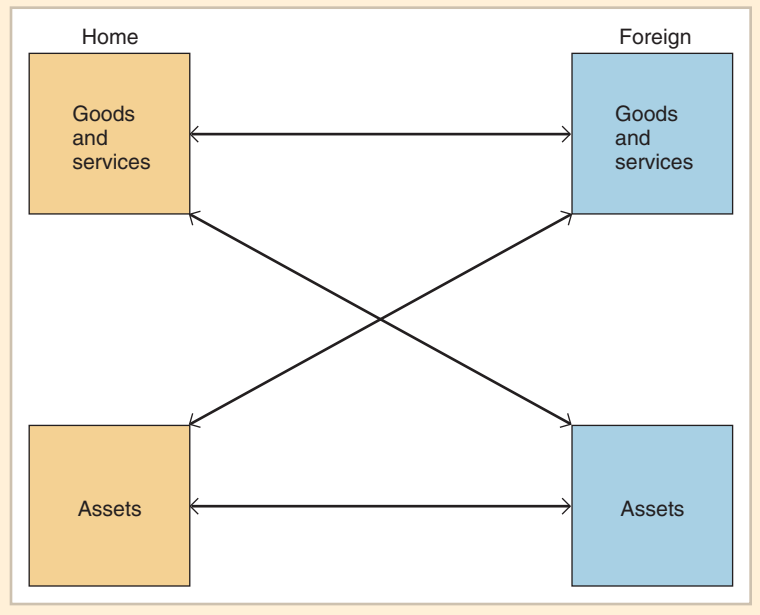 Home
Foreign
Goods
and
services
Goods
and
services
Assets
Assets